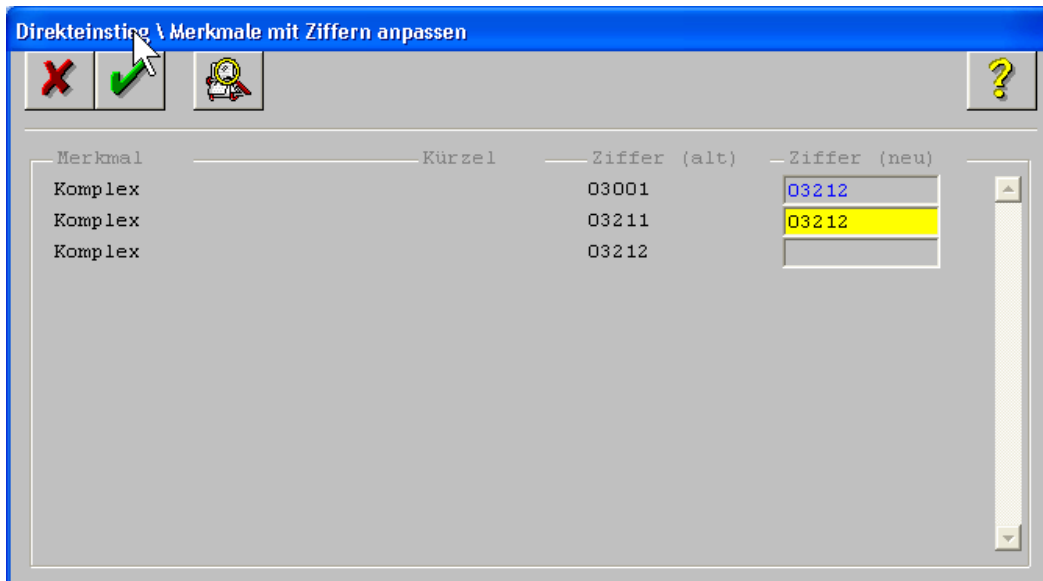 Direkteinstieg \ Merkmale mit Ziffern anpassen
?
Merkmal Kürzel Ziffer (alt) Ziffer (neu)
Komplex 03001 03212
Komplex 03211 03212
Komplex 03212